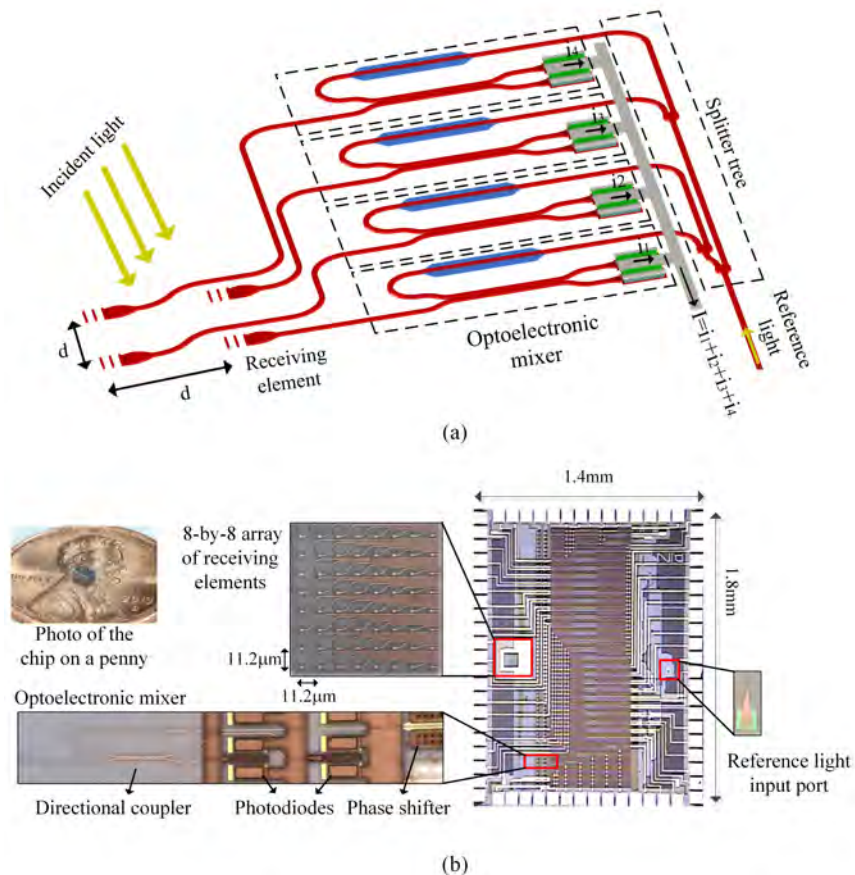 Incident light
i4
i3
i2
Splitter tree
d
d
Receiving
element
Optoelectronic
mixer
I=i₁+i₂+i₃+i₄
Reference
light
(a)
1.4mm
8-by-8 array
of receiving
elements
1.8mm
Photo of the
chip on a penny
11.2μm
11.2μm
Optoelectronic mixer
Directional coupler
Photodiodes
Phase shifter
Reference light
input port
(b)